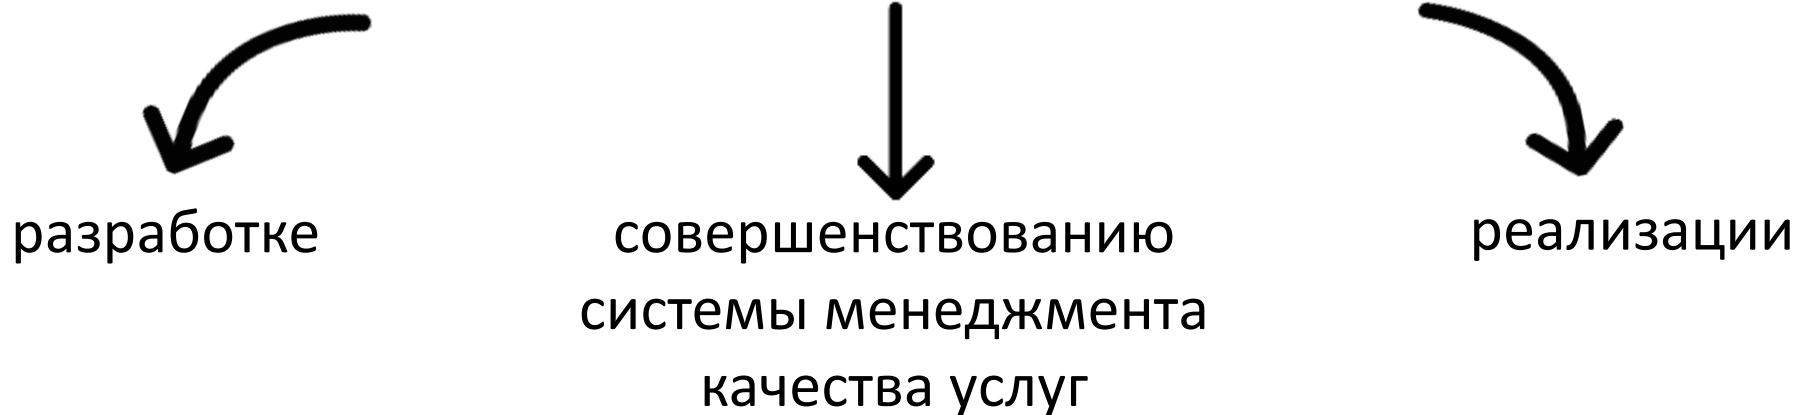 разработке
совершенствованию
системы менеджмента
качества услуг
реализации